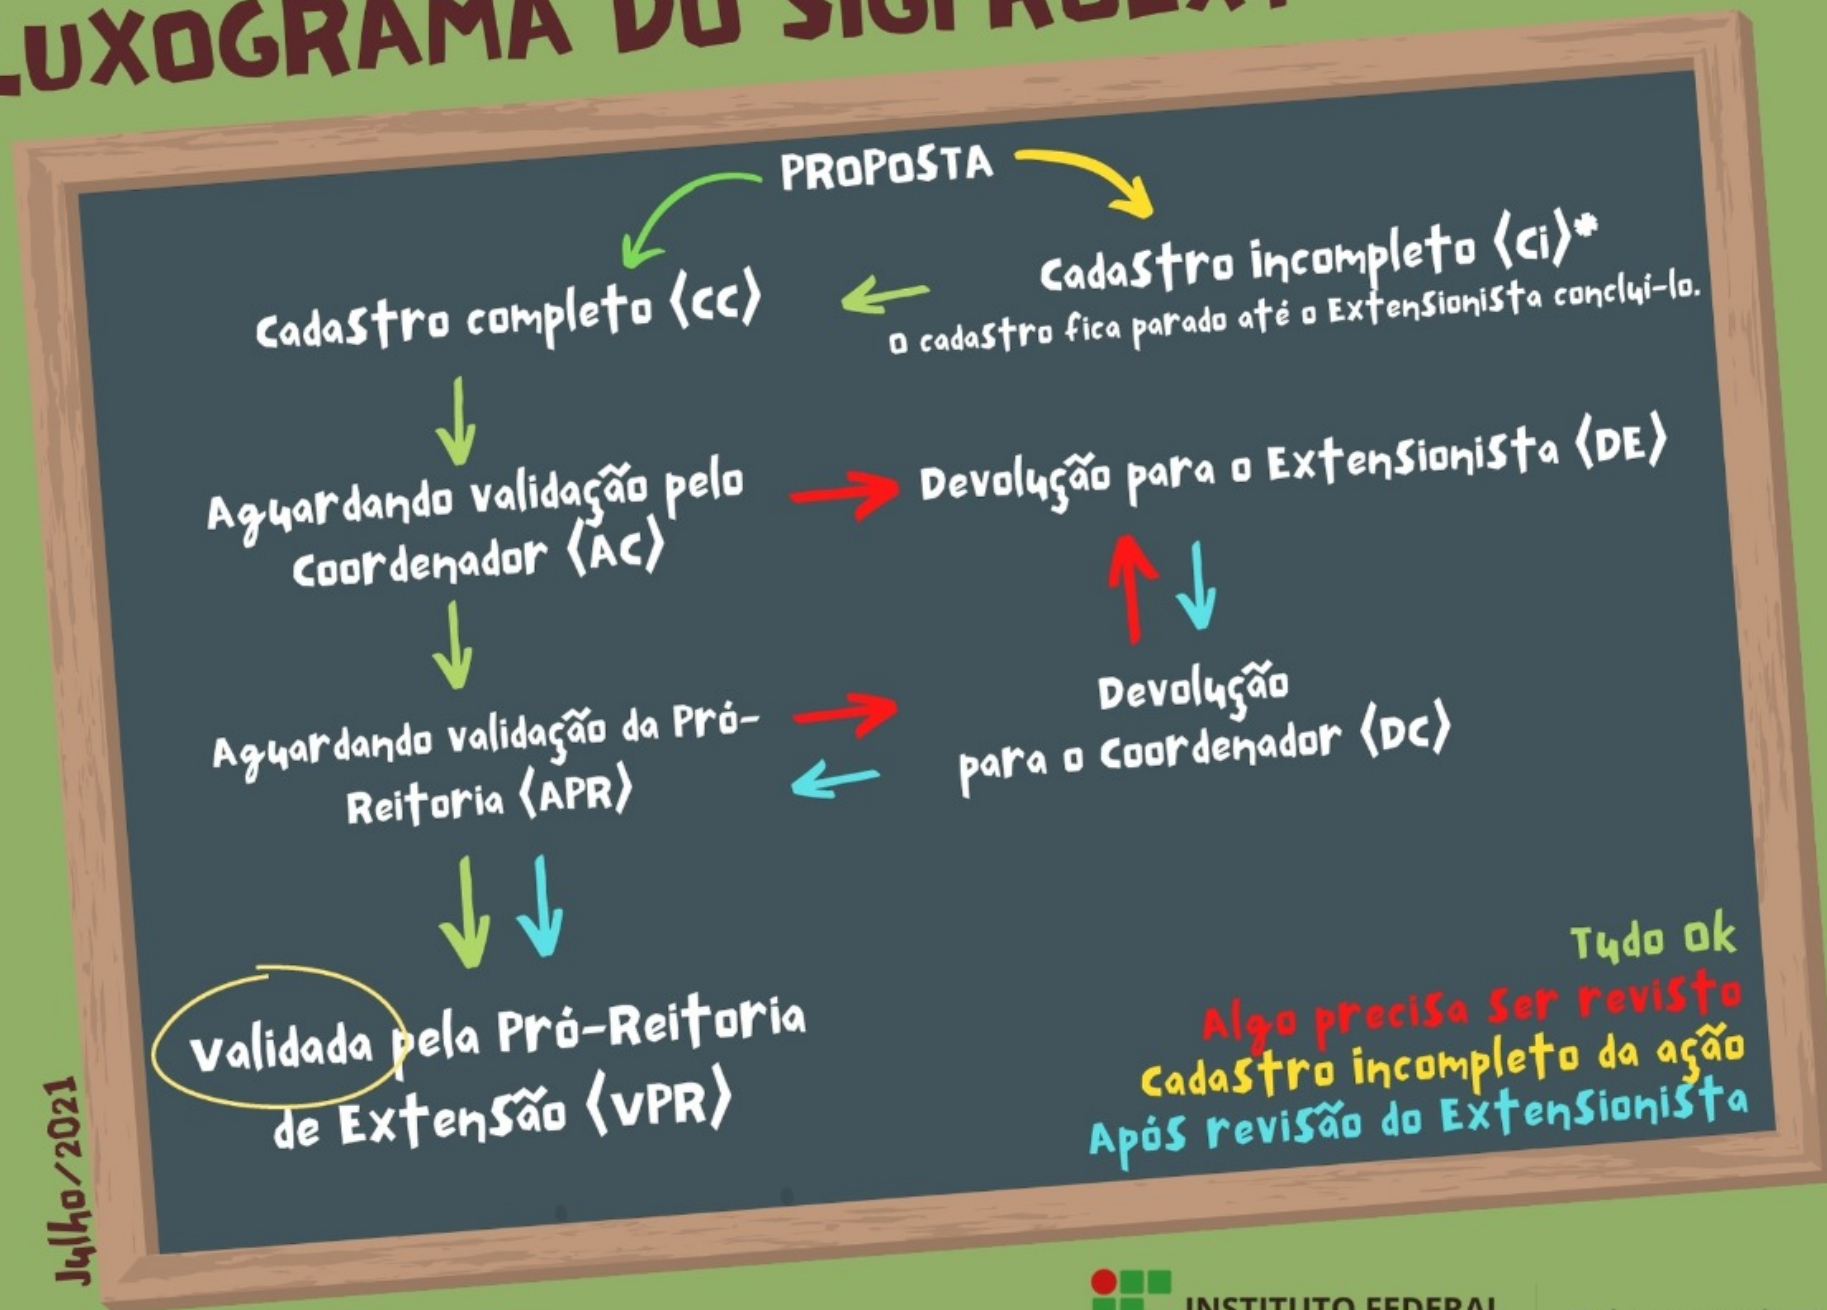 LUXOGRAMA DO SIGPROEXT
PROPOSTA
Cadastro incompleto (Ci)*
O cadastro fica parado até o Extensionista concluí-lo.
Cadastro completo (CC)
Aguardando validação pelo
Coordenador (AC)
Devolução para o Extensionista (DE)
Aguardando validação da Pró-
Reitoria (APR)
Devolução
para o Coordenador (DC)
Validada pela Pró-Reitoria
de Extensão (VPR)
Tudo ok
Algo precisa ser revisto
Cadastro incompleto da ação
Após revisão do Extensionista
Julho/2021
INSTITUTO FEDERAL